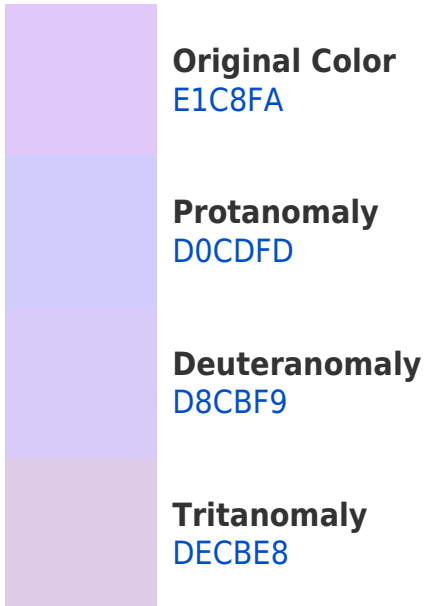 Original Color
E1C8FA
Protanomaly
D0CDFD
Deuteranomaly
D8CBF9
Tritanomaly
DECBE8